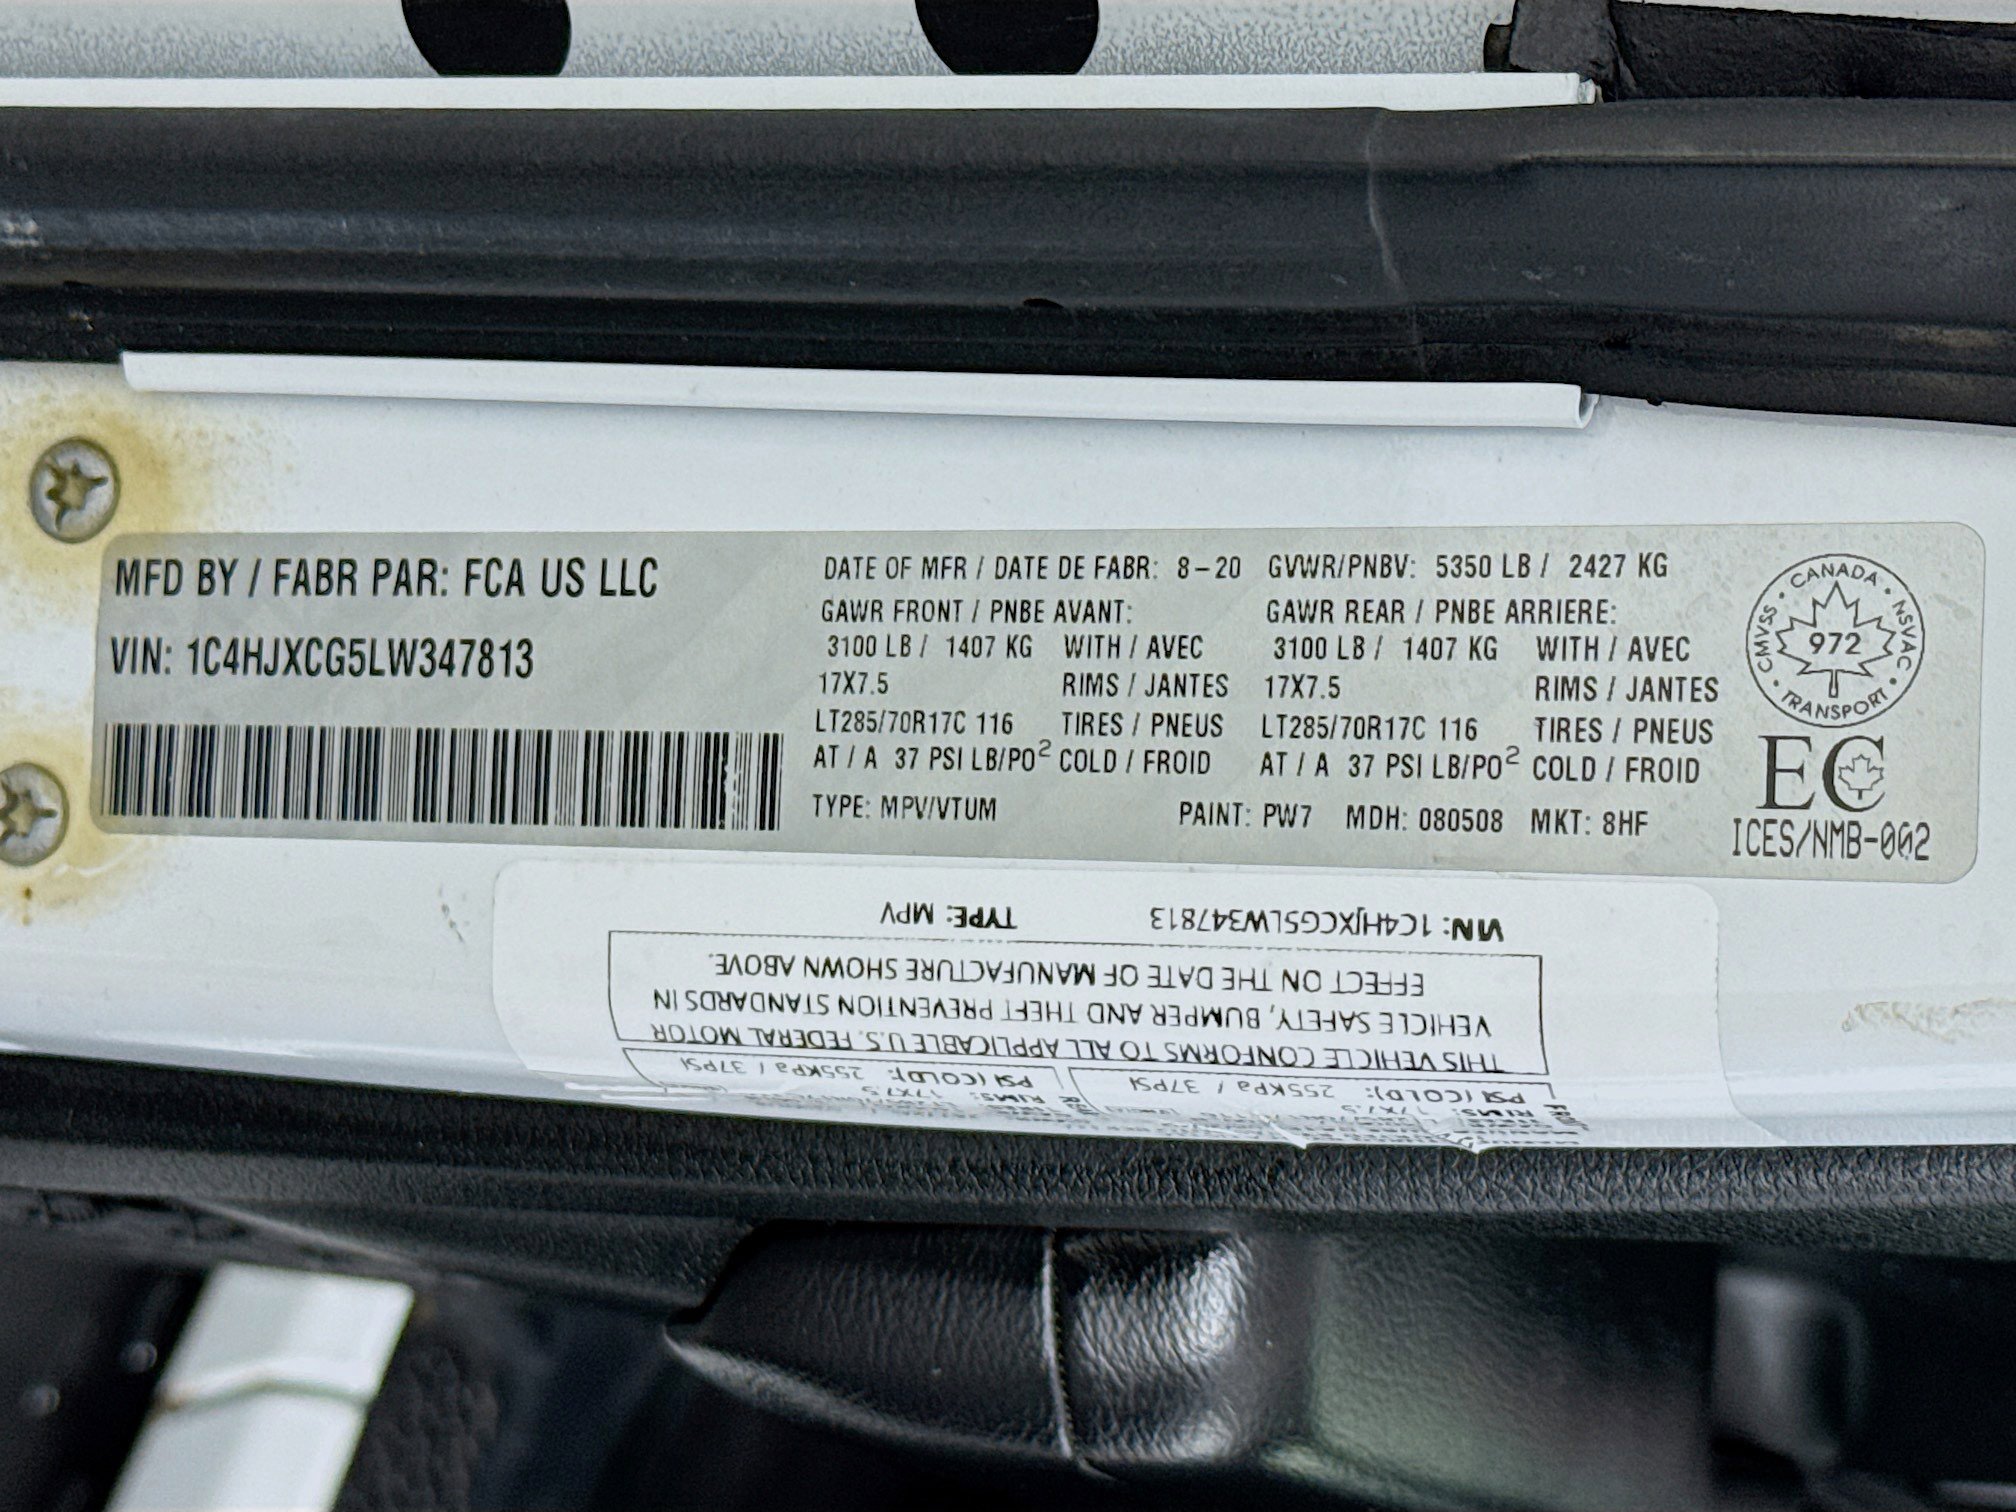 MFD BY / FABR PAR: FCA US LLC
VIN: 1C4HJXCG5LW347813
DATE OF MFR / DATE DE FABR: 8-20 GVWR/PNBV: 5350 LB / 2427 KG
GAWR FRONT / PNBE AVANT: GAWR REAR / PNBE ARRIERE:
3100 LB / 1407 KG WITH / AVEC 3100 LB / 1407 KG WITH / AVEC
17X7.5 RIMS / JANTES 17X7.5 RIMS / JANTES
LT285/70R17C 116 TIRES / PNEUS LT285/70R17C 116 TIRES / PNEUS
AT / A 37 PSI LB/PO² COLD / FROID AT / A 37 PSI LB/PO² COLD / FROID
TYPE: MPV/VTUM PAINT: PW7 MDH: 080508 MKT: 8HF
CANADA · NSVAC · TRANSPORT · CMVSS ·
972
EC
ICES/NMB-002
RIMS: 17X7.5 RIMS: 17X7.5
PSI (COLD): 255KPa / 37PSI PSI (COLD): 255KPa / 37PSI
THIS VEHICLE CONFORMS TO ALL APPLICABLE U.S. FEDERAL MOTOR
VEHICLE SAFETY, BUMPER AND THEFT PREVENTION STANDARDS IN
EFFECT ON THE DATE OF MANUFACTURE SHOWN ABOVE.
VIN: 1C4HJXCG5LW347813 TYPE: MPV